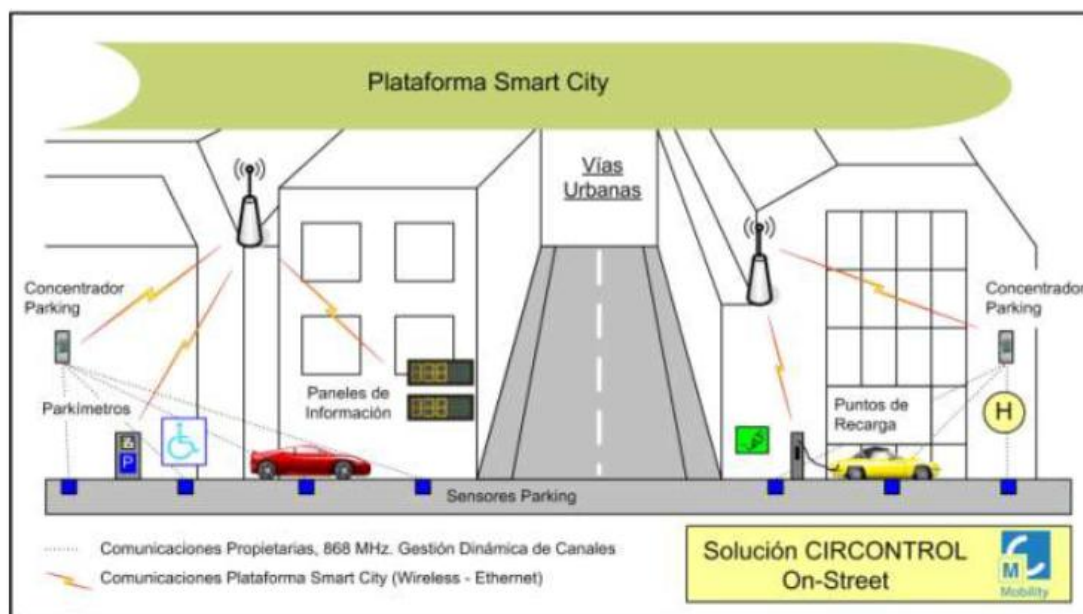 Plataforma Smart City
Vías
Urbanas
Concentrador
Parking
Concentrador
Parking
Parkímetros
Paneles de
Información
Puntos de
Recarga
P
H
Sensores Parking
Comunicaciones Propietarias, 868 MHz. Gestión Dinámica de Canales
Comunicaciones Plataforma Smart City (Wireless - Ethernet)
Solución CIRCONTROL
On-Street
M
Mobility